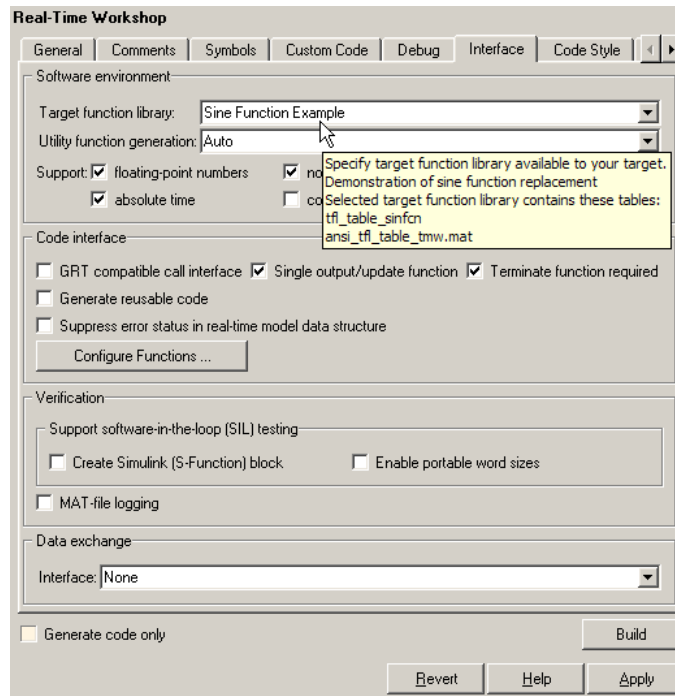 Real-Time Workshop
General Comments Symbols Custom Code Debug Interface Code Style
Software environment
Target function library: Sine Function Example
Utility function generation: Auto
Support: floating-point numbers no
absolute time co
Specify target function library available to your target.
Demonstration of sine function replacement
Selected target function library contains these tables:
tfl_table_sinfcn
ansi_tfl_table_tmw.mat
Code interface
GRT compatible call interface Single output/update function Terminate function required
Generate reusable code
Suppress error status in real-time model data structure
Configure Functions ...
Verification
Support software-in-the-loop (SIL) testing
Create Simulink (S-Function) block Enable portable word sizes
MAT-file logging
Data exchange
Interface: None
Generate code only Build
Revert Help Apply